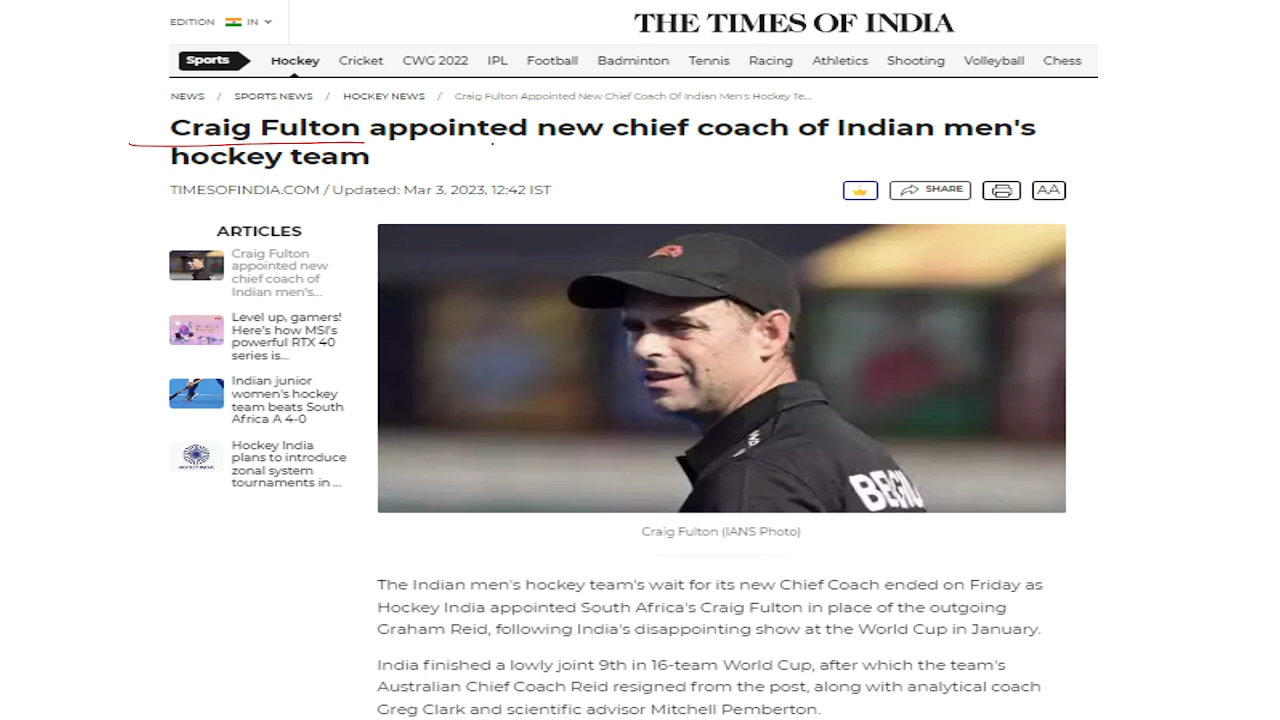 EDITION IN
THE TIMES OF INDIA
Sports Hockey Cricket CWG 2022 IPL Football Badminton Tennis Racing Athletics Shooting Volleyball Chess
NEWS / SPORTS NEWS / HOCKEY NEWS / Craig Fulton Appointed New Chief Coach Of Indian Men's Hockey Te...
Craig Fulton appointed new chief coach of Indian men's
hockey team
TIMESOFINDIA.COM / Updated: Mar 3, 2023, 12:42 IST
SHARE
AA
ARTICLES
Craig Fulton
appointed new
chief coach of
Indian men's...
Level up, gamers!
Here's how MSI's
powerful RTX 40
series is...
Indian junior
women's hockey
team beats South
Africa A 4-0
HOCKEY INDIA
Hockey India
plans to introduce
zonal system
tournaments in ...
Craig Fulton (IANS Photo)
The Indian men's hockey team's wait for its new Chief Coach ended on Friday as
Hockey India appointed South Africa's Craig Fulton in place of the outgoing
Graham Reid, following India's disappointing show at the World Cup in January.
India finished a lowly joint 9th in 16-team World Cup, after which the team's
Australian Chief Coach Reid resigned from the post, along with analytical coach
Greg Clark and scientific advisor Mitchell Pemberton.